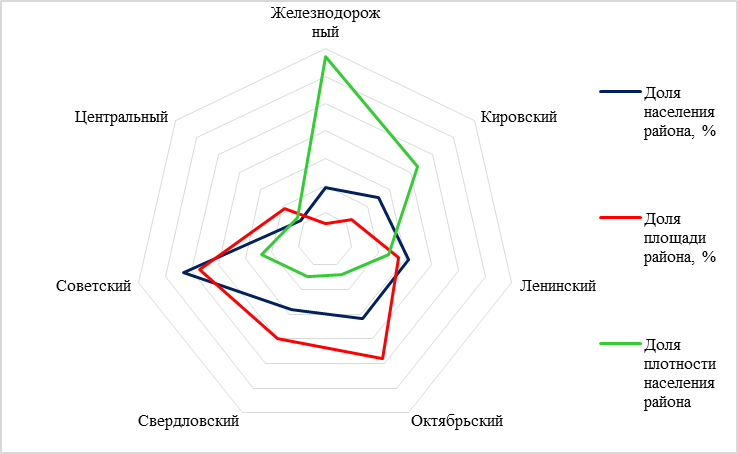 Железнодорож
ный
Центральный
Кировский
Советский
Ленинский
Свердловский
Октябрьский
Доля
населения
района, %
Доля
площади
района, %
Доля
плотности
населения
района